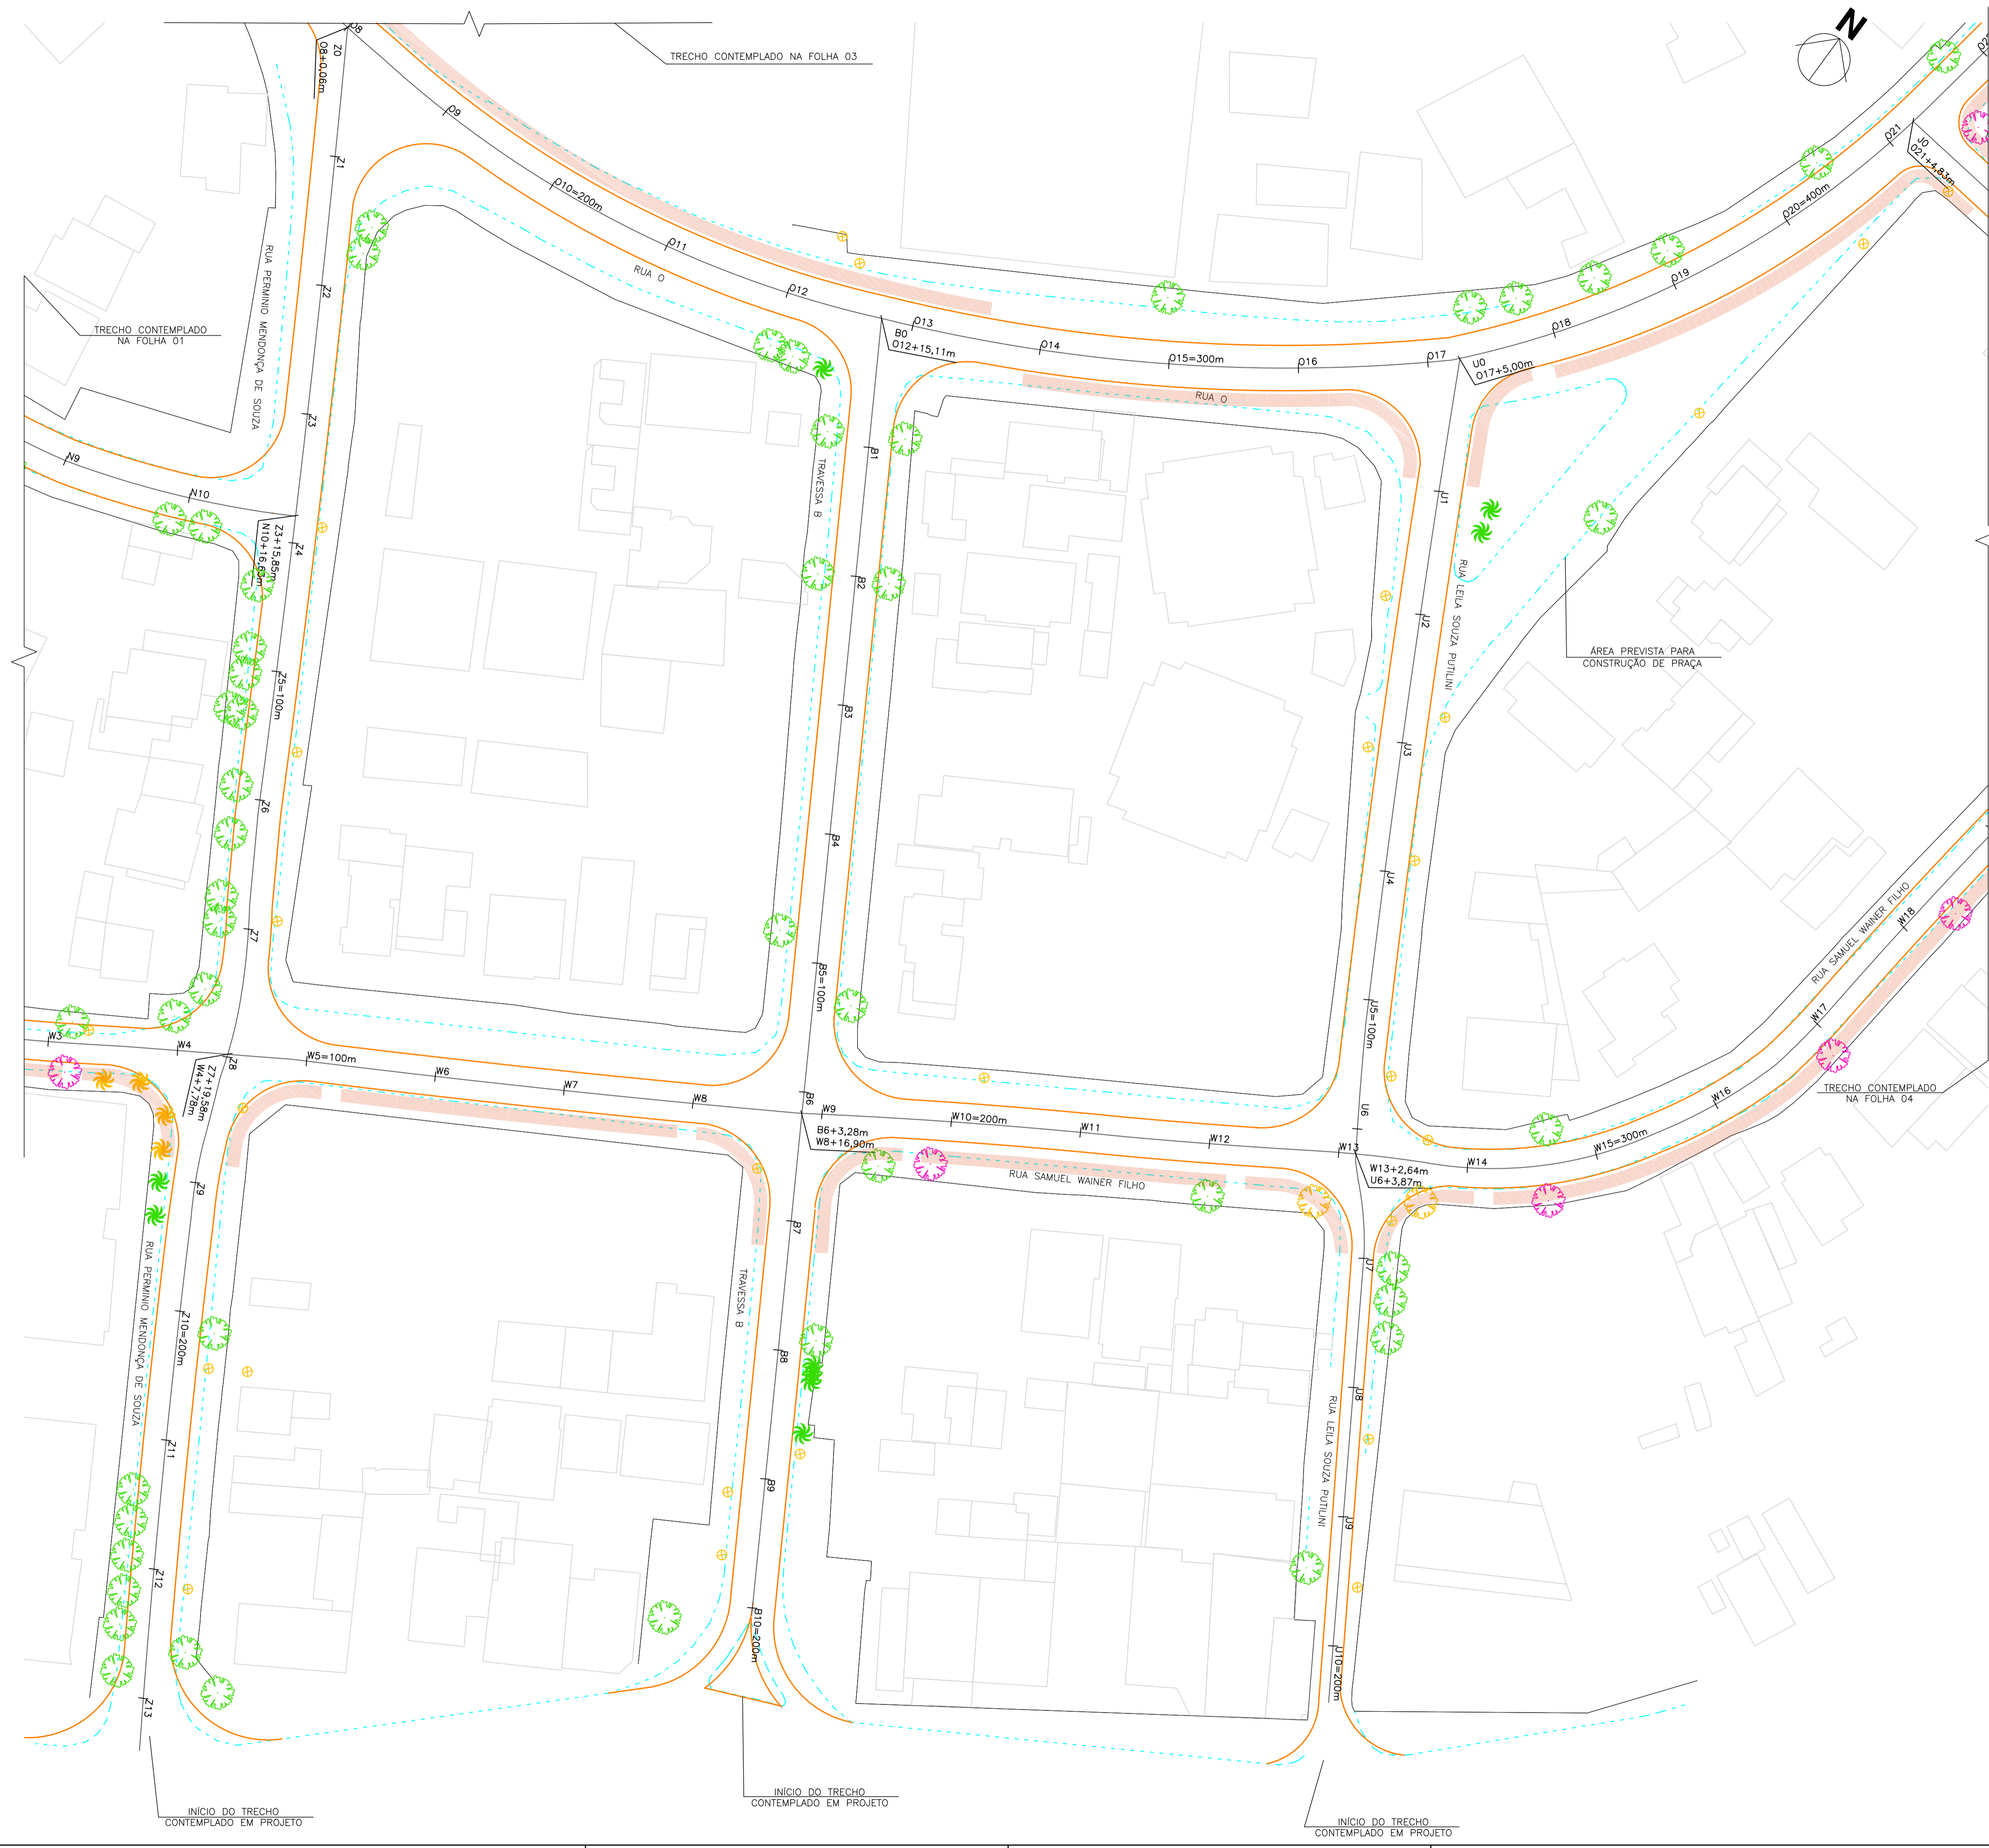 N
TRECHO CONTEMPLADO NA FOLHA 03
O8
Z0
O8+0,06m
O9
Z1
O10=200m
O11
O12
RUA O
Z2
RUA PERMINIO MENDONÇA DE SOUZA
TRECHO CONTEMPLADO
NA FOLHA 01
Z3
N9
N10
Z3+15,85m
N10+16,63m
Z4
Z5=100m
Z6
Z7
B0
O12+15,11m
O13
O14
O15=300m
O16
O17
U0
O17+5,00m
O18
O19
O20=400m
O21
J0
O21+4,83m
RUA O
TRAVESSA B
B1
B2
B3
B4
B5=100m
B6
U1
U2
RUA LEILA SOUZA PUTILINI
U3
U4
U5=100m
U6
ÁREA PREVISTA PARA
CONSTRUÇÃO DE PRAÇA
RUA SAMUEL WAINER FILHO
W18
W17
W16
W15=300m
W14
TRECHO CONTEMPLADO
NA FOLHA 04
W3
W4
Z8
Z7+19,58m
W4+7,78m
W5=100m
W6
W7
W8
W9
B6+3,28m
W8+16,90m
W10=200m
W11
W12
W13
W13+2,64m
U6+3,87m
RUA SAMUEL WAINER FILHO
Z9
RUA PERMINIO MENDONÇA DE SOUZA
Z10=200m
Z11
Z12
Z13
B7
TRAVESSA B
B8
B9
B10=200m
U7
U8
RUA LEILA SOUZA PUTILINI
U9
U10=200m
INÍCIO DO TRECHO
CONTEMPLADO EM PROJETO
INÍCIO DO TRECHO
CONTEMPLADO EM PROJETO
INÍCIO DO TRECHO
CONTEMPLADO EM PROJETO